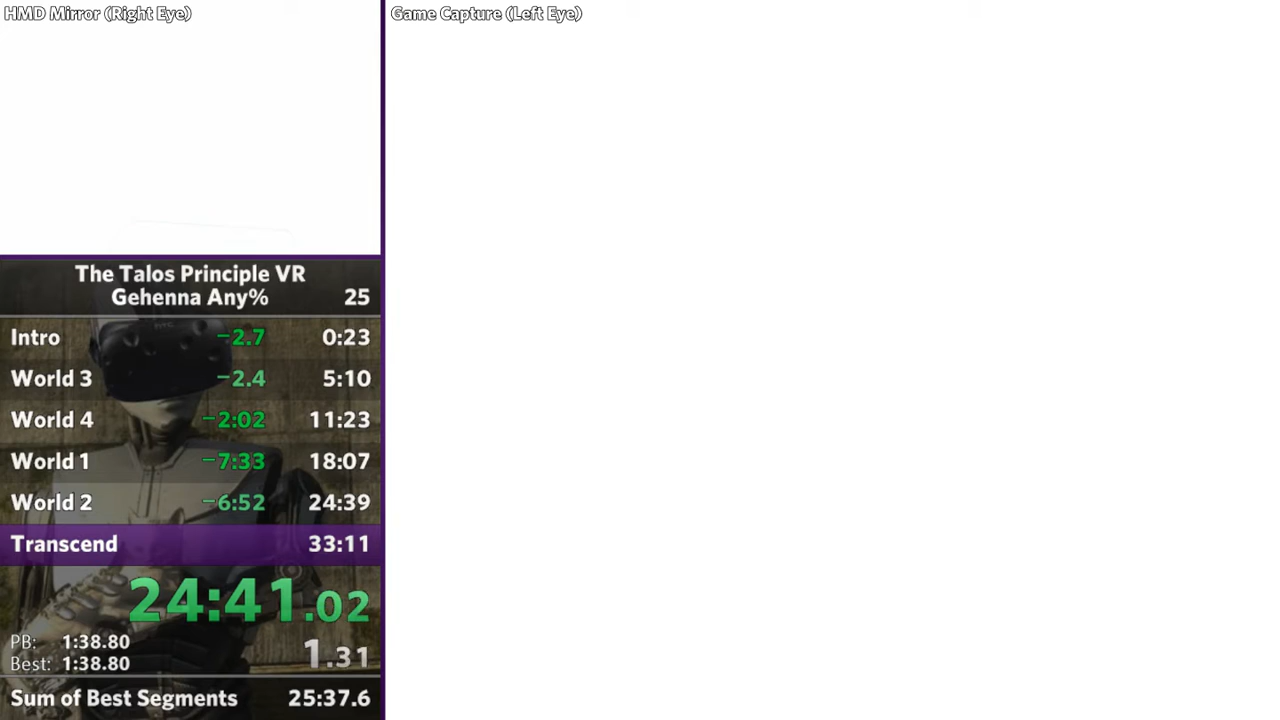 HMD Mirror (Right Eye)
Game Capture (Left Eye)
The Talos Principle VR
Gehenna Any% 25
Intro −2.7 0:23
World 3 −2.4 5:10
World 4 −2:02 11:23
World 1 −7:33 18:07
World 2 −6:52 24:39
Transcend 33:11
24:41.02
PB: 1:38.80
Best: 1:38.80
1.31
Sum of Best Segments 25:37.6